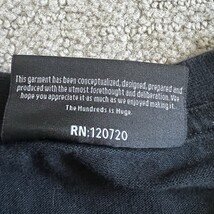 This garment has been conceptualized, designed, prepared and
produced with the utmost forethought and deliberation. We
hope you appreciate it as much as we enjoyed making it.
The Hundreds is Huge.
RN:120720